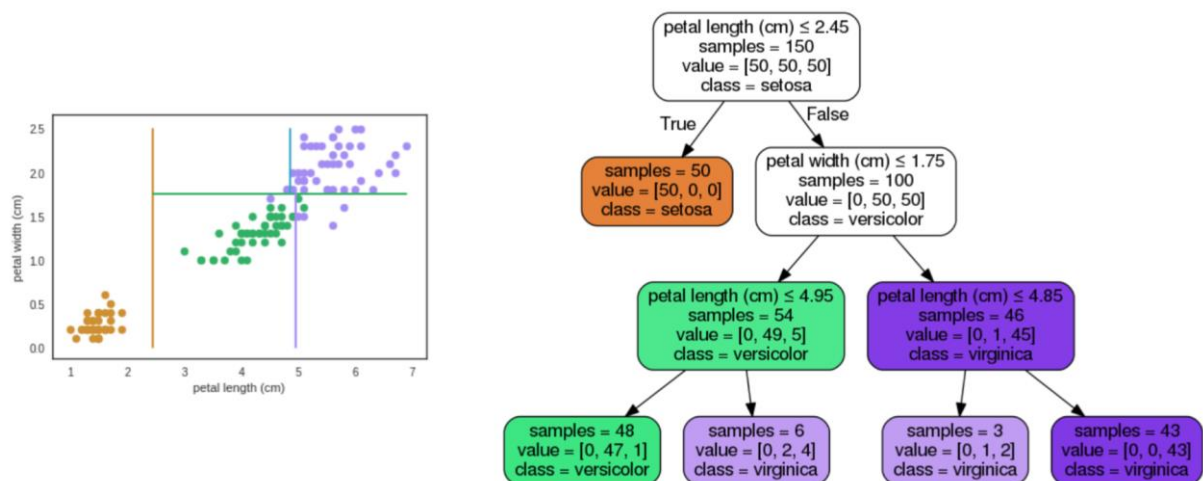 2.5
2.0
1.5
1.0
0.5
0.0
petal width (cm)
1 2 3 4 5 6 7
petal length (cm)
petal length (cm) ≤ 2.45
samples = 150
value = [50, 50, 50]
class = setosa
True
False
samples = 50
value = [50, 0, 0]
class = setosa
petal width (cm) ≤ 1.75
samples = 100
value = [0, 50, 50]
class = versicolor
petal length (cm) ≤ 4.95
samples = 54
value = [0, 49, 5]
class = versicolor
petal length (cm) ≤ 4.85
samples = 46
value = [0, 1, 45]
class = virginica
samples = 48
value = [0, 47, 1]
class = versicolor
samples = 6
value = [0, 2, 4]
class = virginica
samples = 3
value = [0, 1, 2]
class = virginica
samples = 43
value = [0, 0, 43]
class = virginica